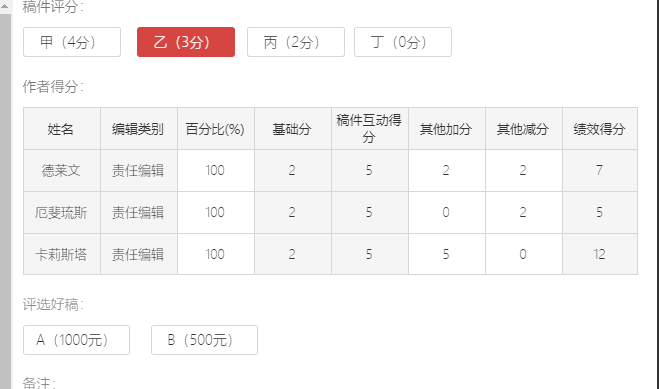 稿件评分：
甲（4分） 乙（3分） 丙（2分） 丁（0分）
作者得分：
姓名 编辑类别 百分比(%) 基础分 稿件互动得分 其他加分 其他减分 绩效得分
德莱文 责任编辑 100 2 5 2 2 7
厄斐琉斯 责任编辑 100 2 5 0 2 5
卡莉斯塔 责任编辑 100 2 5 5 0 12
评选好稿：
A（1000元） B（500元）
备注：